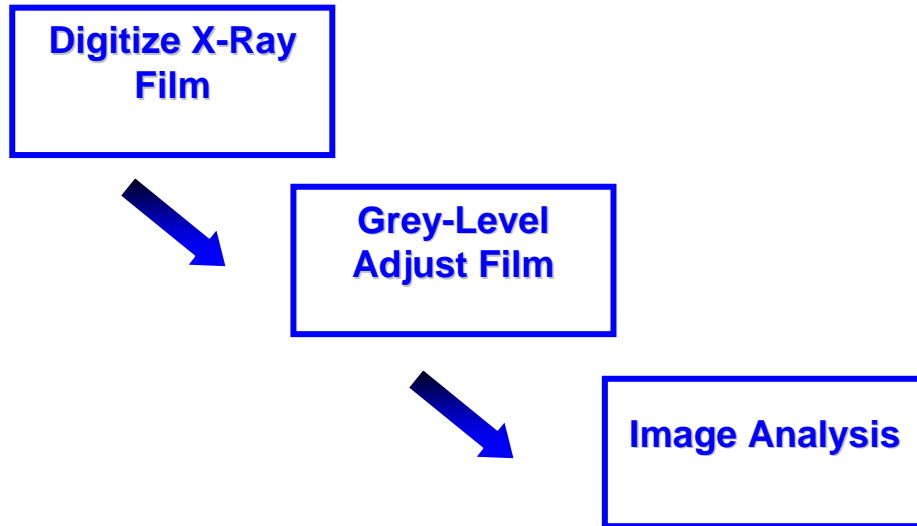 Digitize X-Ray
Film
Grey-Level
Adjust Film
Image Analysis